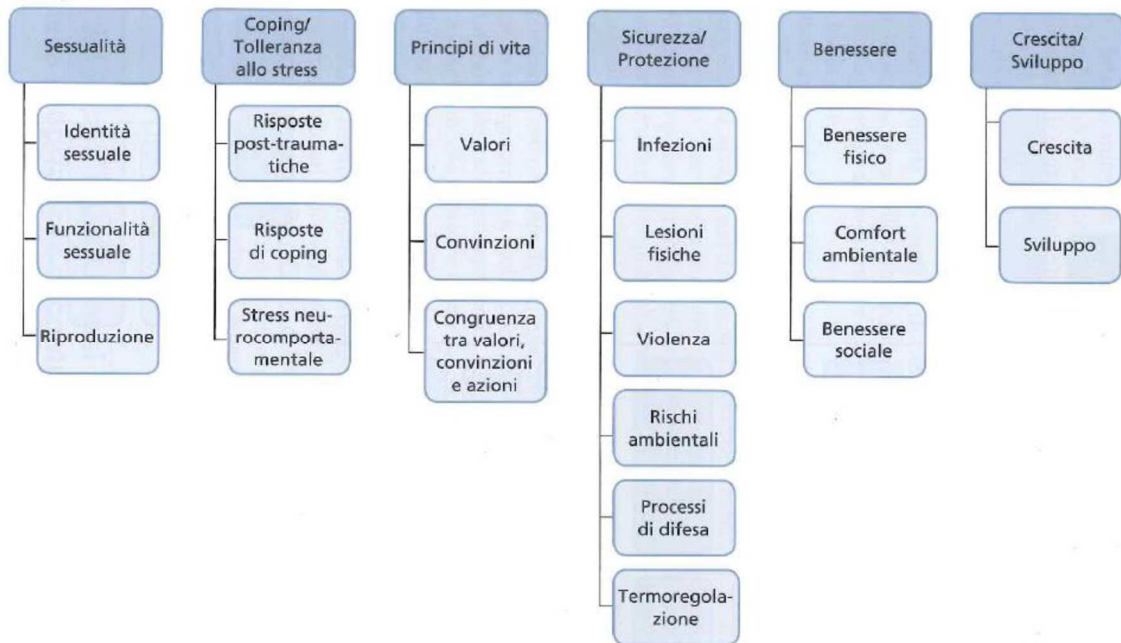 Sessualità
Coping/
Tolleranza
allo stress
Principi di vita
Sicurezza/
Protezione
Benessere
Crescita/
Sviluppo
Identità
sessuale
Funzionalità
sessuale
Riproduzione
Risposte
post-trauma-
tiche
Risposte
di coping
Stress neu-
rocomporta-
mentale
Valori
Convinzioni
Congruenza
tra valori,
convinzioni
e azioni
Infezioni
Lesioni
fisiche
Violenza
Rischi
ambientali
Processi
di difesa
Termoregola-
zione
Benessere
fisico
Comfort
ambientale
Benessere
sociale
Crescita
Sviluppo